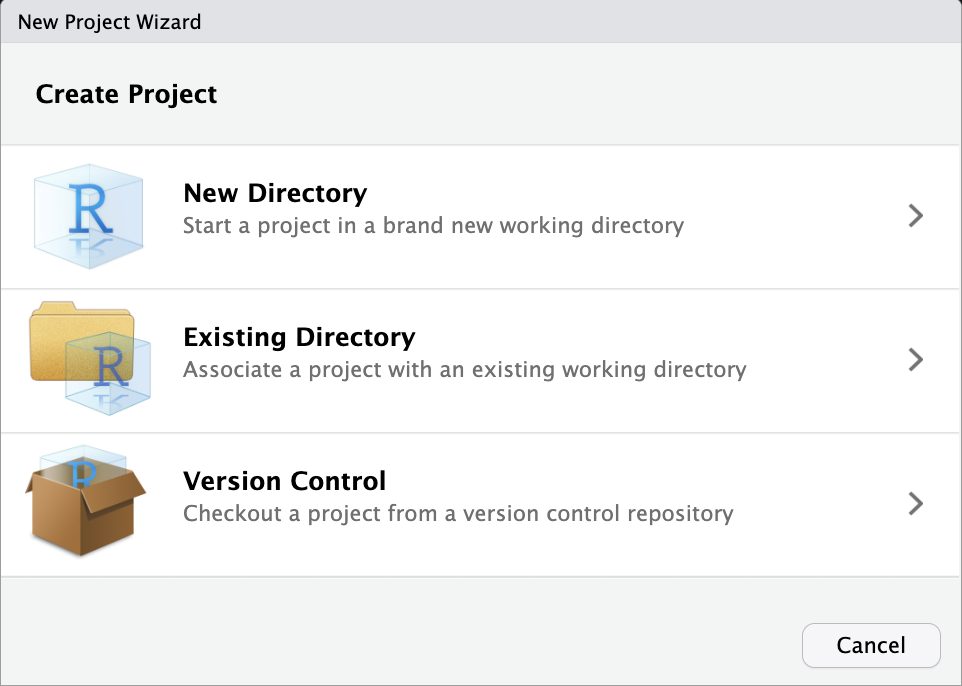 New Project Wizard
Create Project
R
New Directory
Start a project in a brand new working directory
R
Existing Directory
Associate a project with an existing working directory
R
Version Control
Checkout a project from a version control repository
Cancel